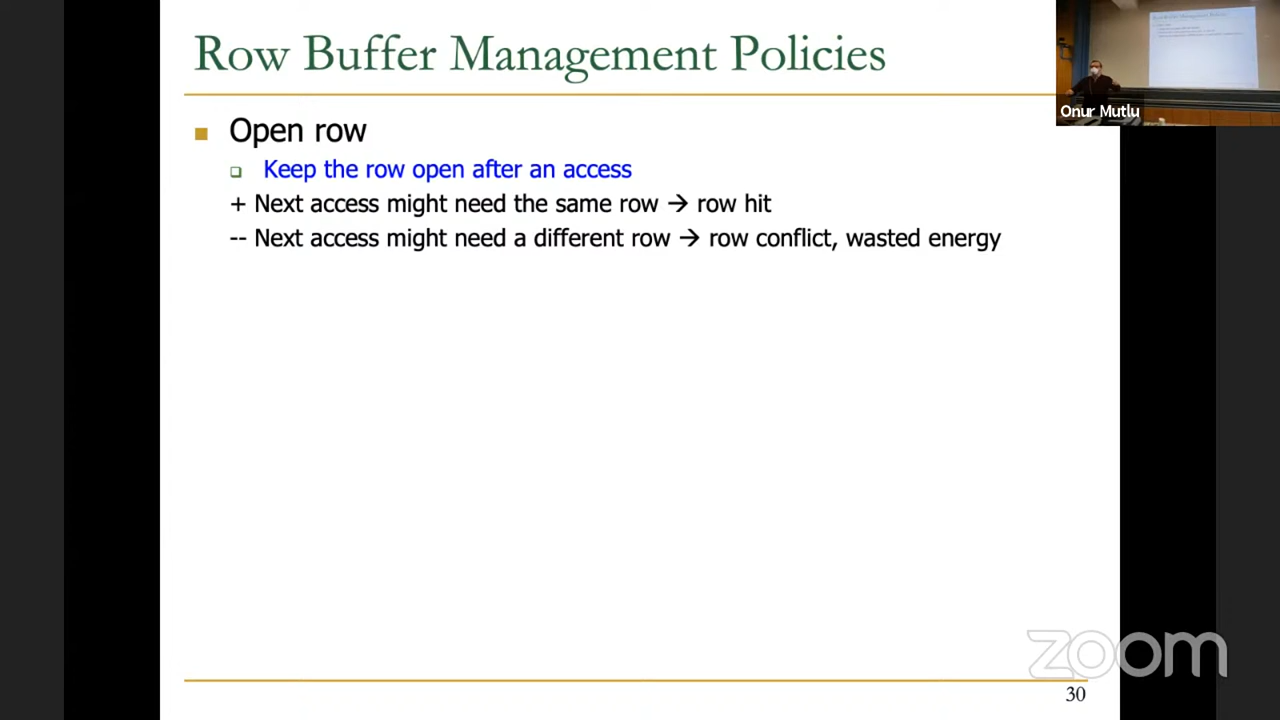 Row Buffer Management Policies
Onur Mutlu
■ Open row
❑ Keep the row open after an access
+ Next access might need the same row → row hit
-- Next access might need a different row → row conflict, wasted energy
zoom
30